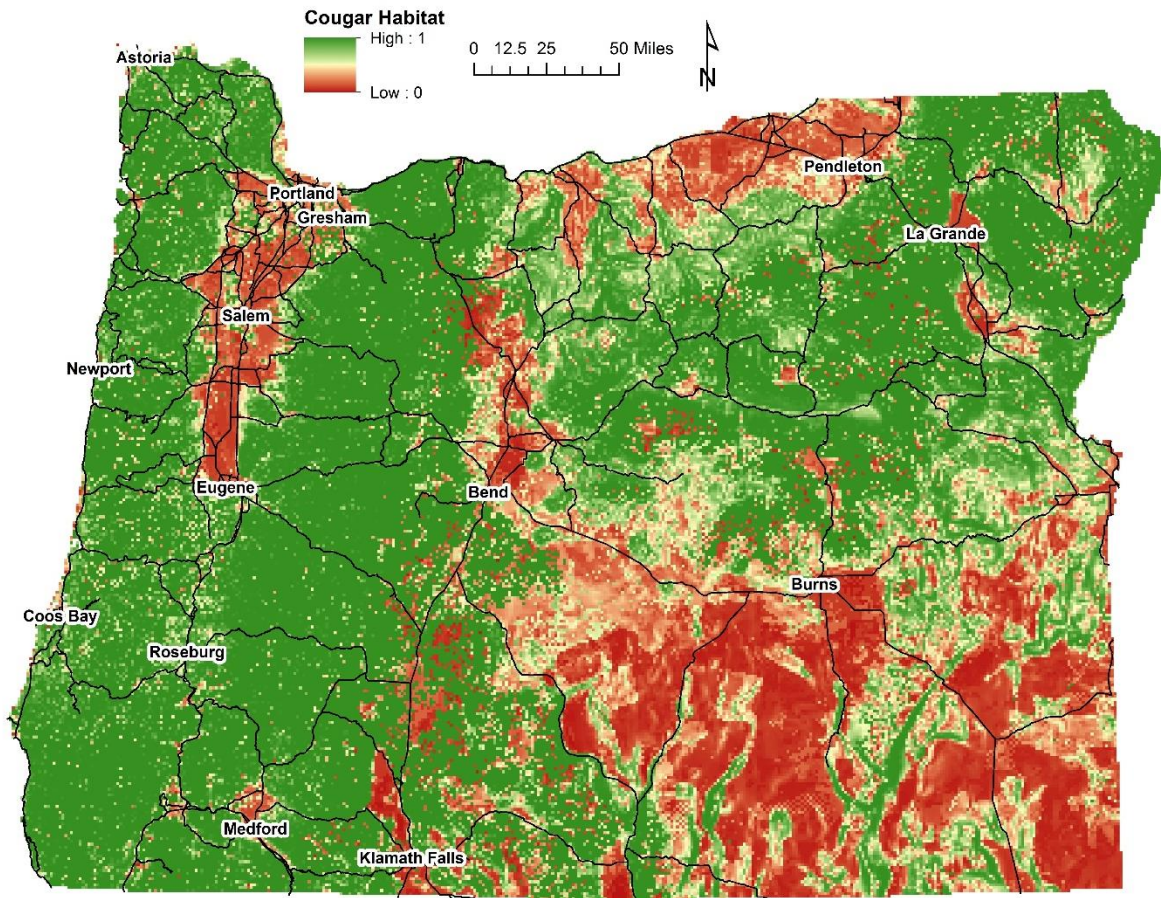 Cougar Habitat
High : 1
Low : 0
0 12.5 25 50 Miles
N
Astoria
Portland
Gresham
Pendleton
La Grande
Salem
Newport
Eugene
Bend
Burns
Coos Bay
Roseburg
Medford
Klamath Falls